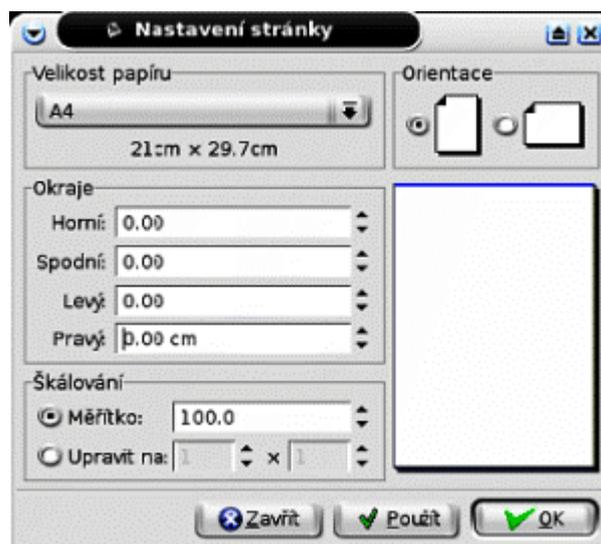 Nastavení stránky
Velikost papíru
Orientace
A4
21cm × 29.7cm
Okraje
Horní: 0.00
Spodní: 0.00
Levý: 0.00
Pravý: 0.00 cm
Škálování
Měřítko: 100.0
Upravit na: 1 × 1
Zavřít Použít OK